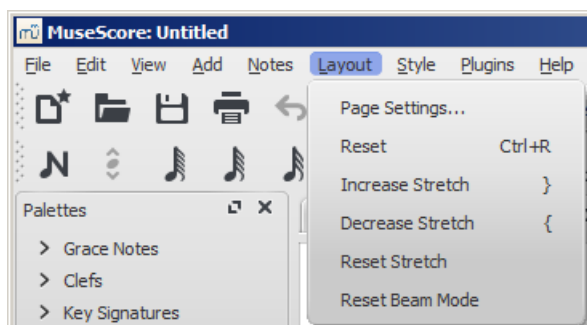 mü MuseScore: Untitled
File Edit View Add Notes Layout Style Plugins Help
Page Settings...
Reset Ctrl+R
Increase Stretch }
Decrease Stretch {
Reset Stretch
Reset Beam Mode
Palettes
Grace Notes
Clefs
Key Signatures